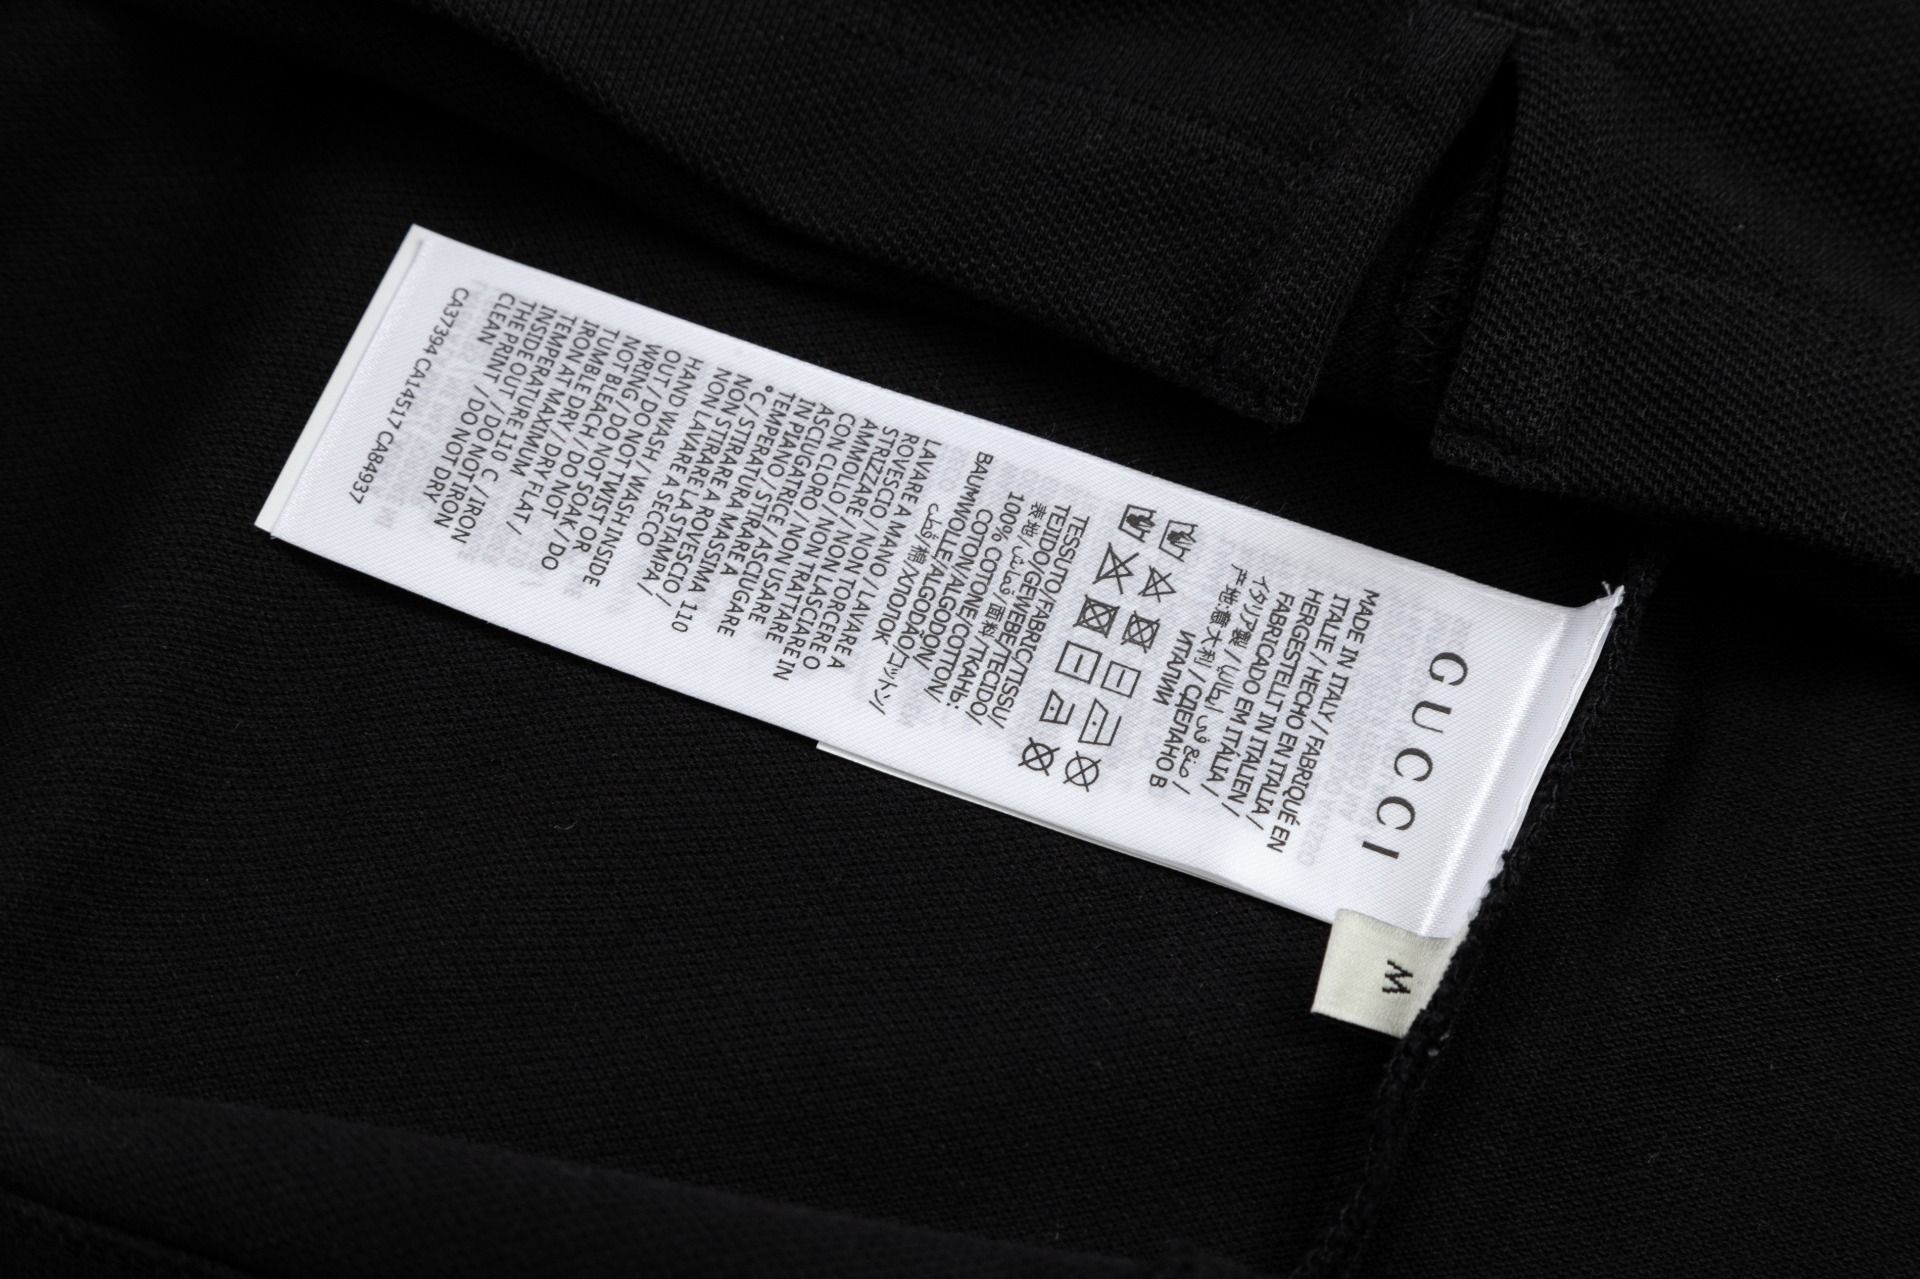 GUCCI
MADE IN ITALY / FABRIQUÉ EN
ITALIE / HECHO EN ITALIA /
HERGESTELLT IN ITALIEN /
FABRICADO EM ITÁLIA /
イタリア製 /
产地:意大利 / СДЕЛАНО В
ИТАЛИИ
TESSUTO/FABRIC/TISSU/
TEJIDO/GEWEBE/TECIDO/
表地 / 面料 / ТКАНЬ:
100% COTONE/COTTON/
COTON/ALGODÓN/
BAUMWOLLE/ALGODÃO/コットン/
棉/ХЛОПОК
LAVARE A MANO / LAVARE A
ROVESCIO / NON TORCERE O
STRIZZARE / NON LASCIARE IN
AMMOLLO / NON TRATTARE
CON CLORO / NON USARE
ASCIUGATRICE / ASCIUGARE
IN PIANO / STIRARE A
TEMPERATURA MASSIMA 110
°C / STIRARE A ROVESCIO /
NON STIRARE LA STAMPA /
NON LAVARE A SECCO
HAND WASH / WASH INSIDE
OUT / DO NOT TWIST OR
WRING / DO NOT SOAK / DO
NOT BLEACH / DO NOT
TUMBLE DRY / DRY FLAT /
IRON AT MAXIMUM
TEMPERATURE 110 C / IRON
INSIDE OUT / DO NOT IRON
THE PRINT / DO NOT DRY
CLEAN
CA37394 CA14517 CA84937
M